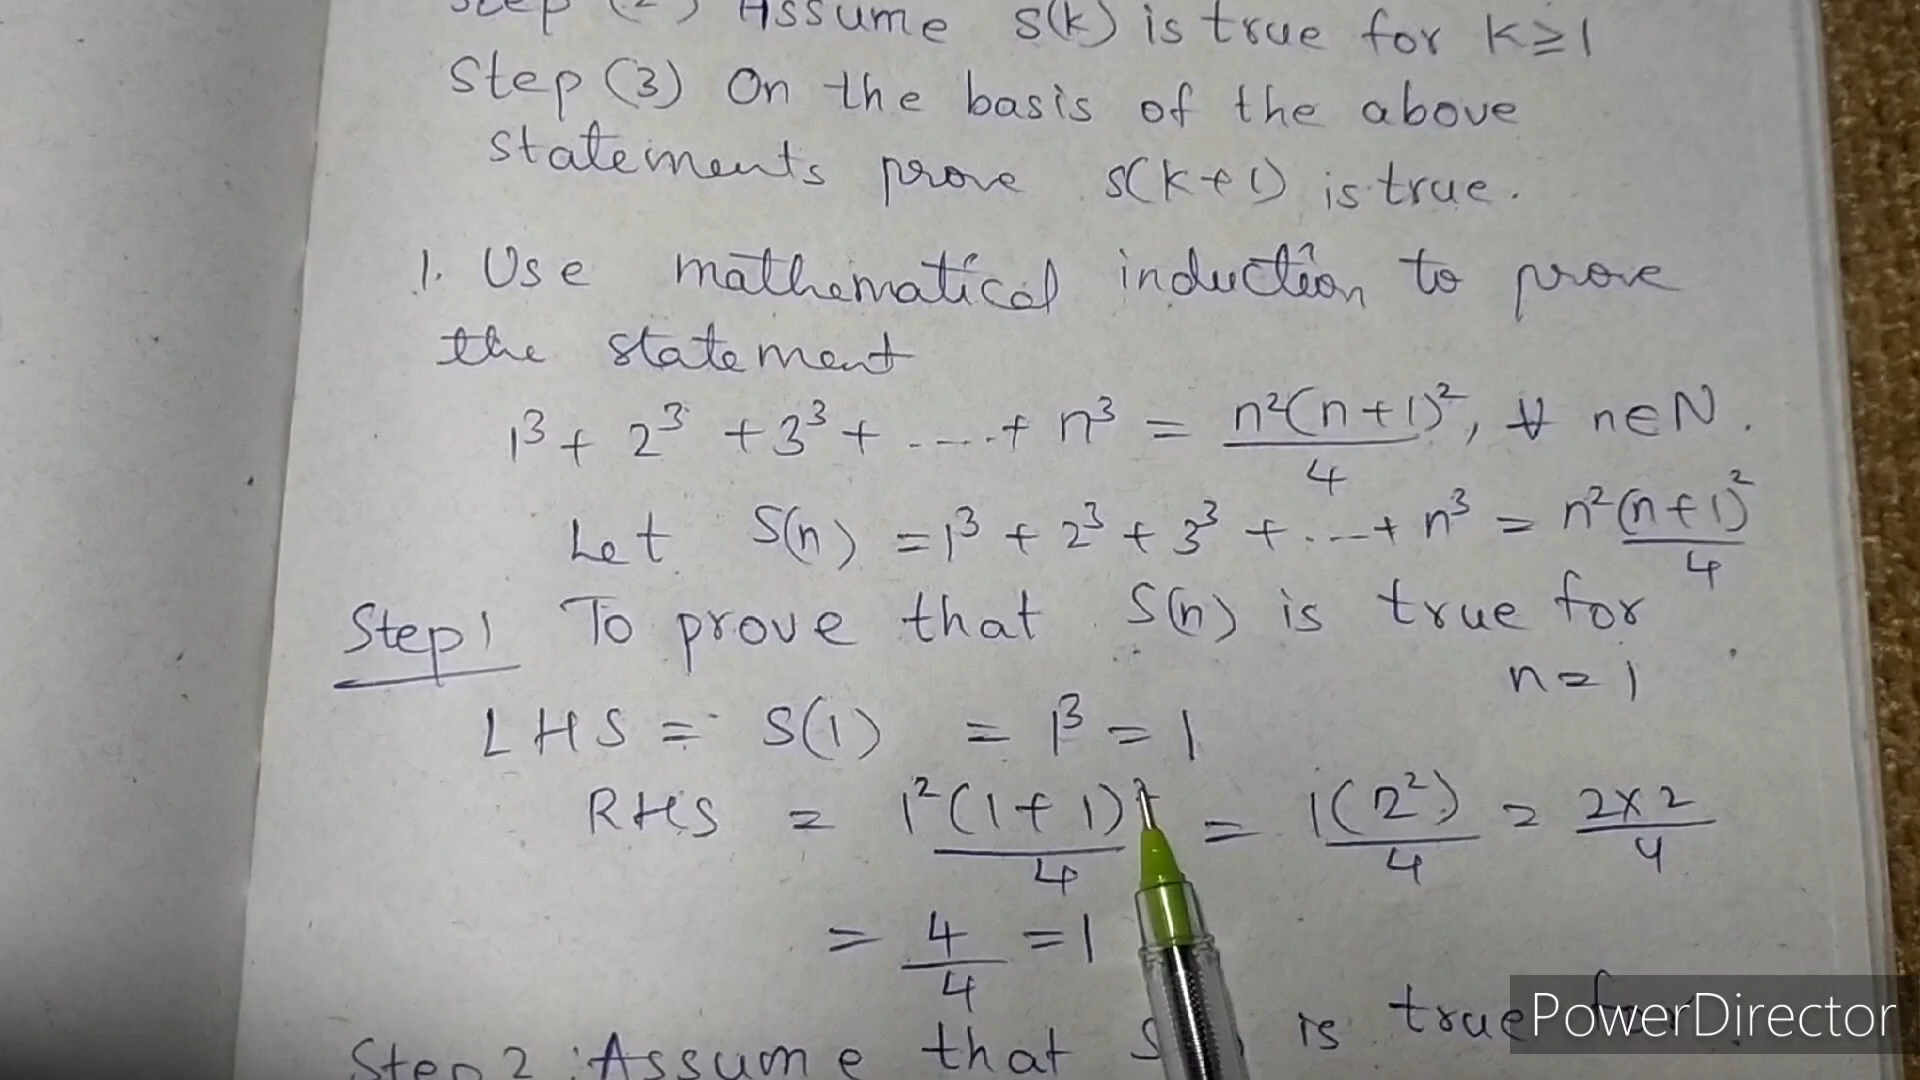 Step (2) Assume S(k) is true for k≥1
Step (3) On the basis of the above
statements prove S(k+1) is true.
1. Use mathematical induction to prove
the statement
1³ + 2³ + 3³ + ....+ n³ = n²(n+1)²/4, ∀ n∈N.
Let S(n) = 1³ + 2³ + 3³ + ...+ n³ = n²(n+1)²/4
Step 1 To prove that S(n) is true for
n=1
LHS = S(1) = 1³ = 1
RHS = 1²(1+1)²/4 = 1(2²)/4 = 2×2/4
= 4/4 = 1
Step 2 : Assume that is true
PowerDirector